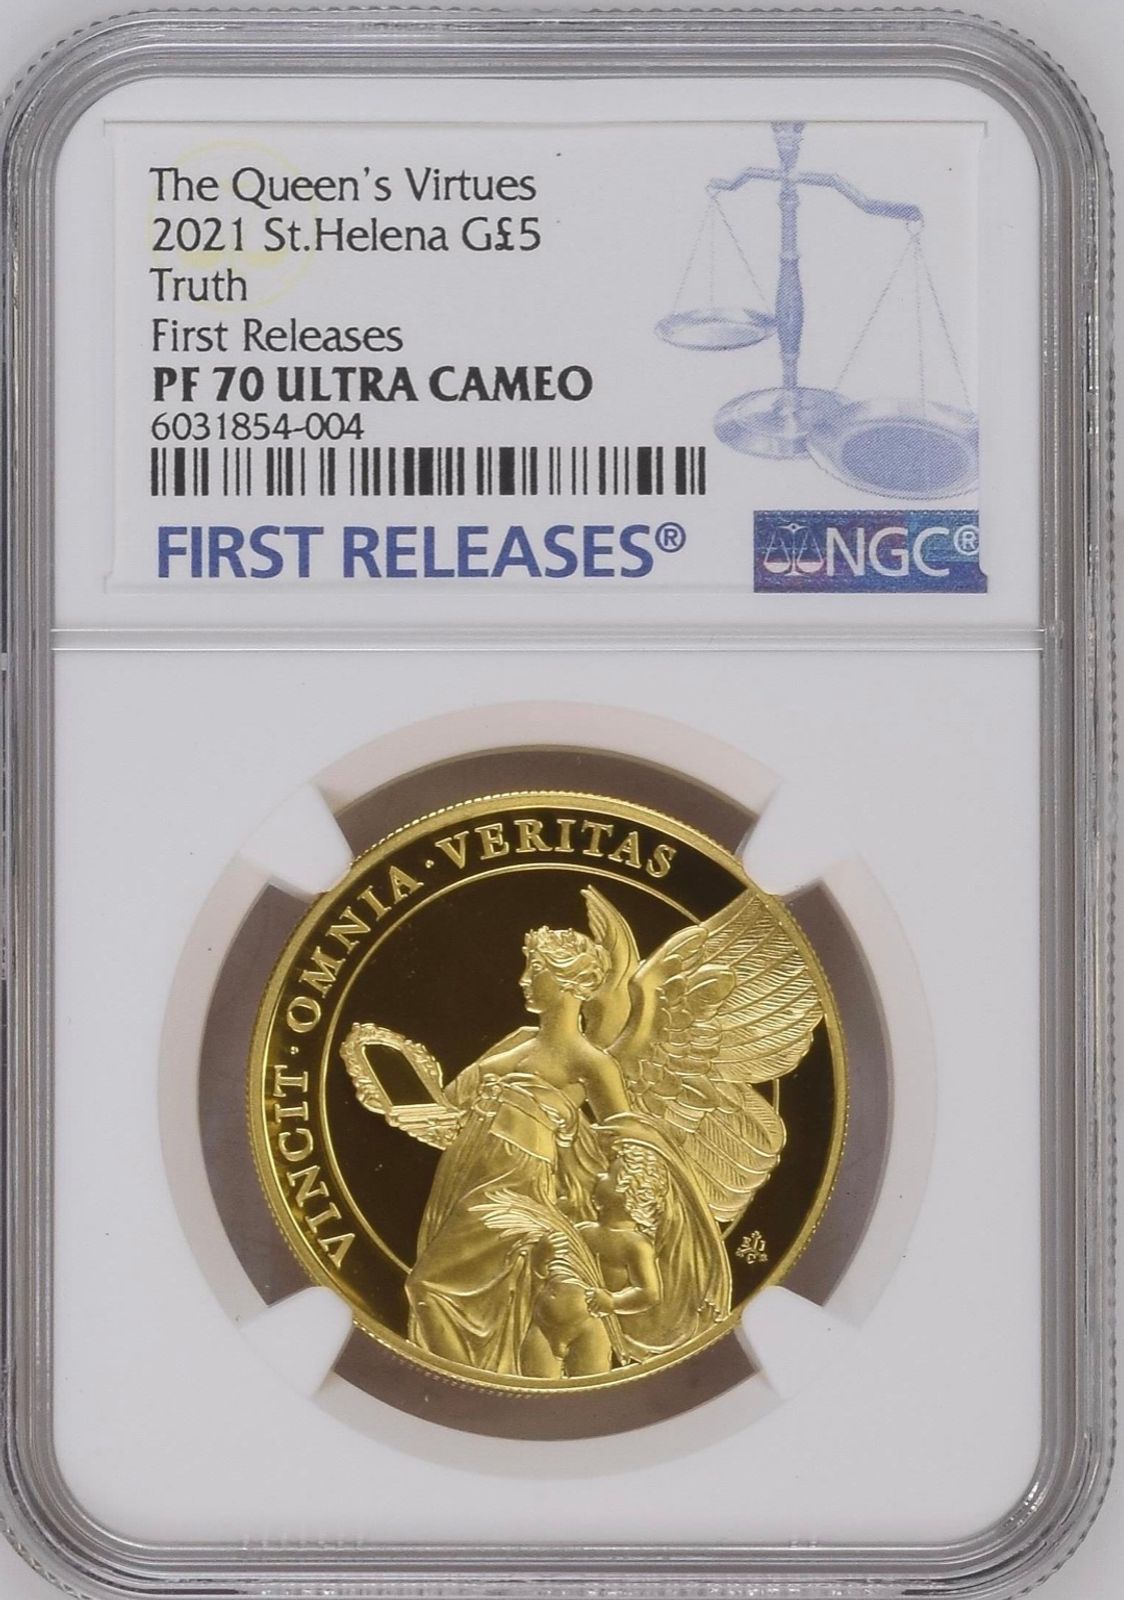 The Queen's Virtues
2021 St.Helena G£5
Truth
First Releases
PF 70 ULTRA CAMEO
6031854-004
FIRST RELEASES®
NGC®
VINCIT · OMNIA · VERITAS